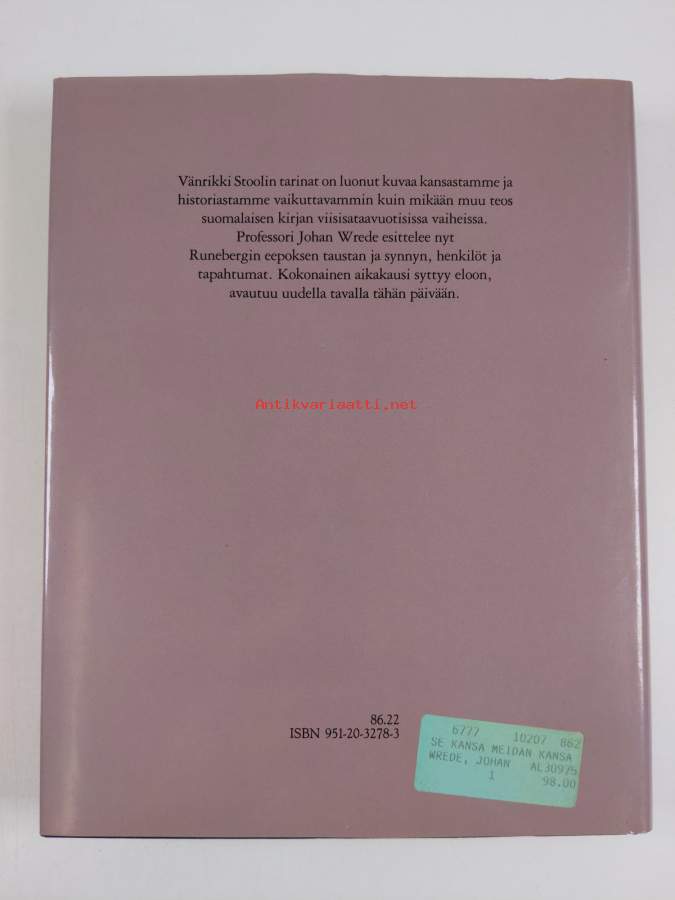 Vänrikki Stoolin tarinat on luonut kuvaa kansastamme ja
historiastamme vaikuttavammin kuin mikään muu teos
suomalaisen kirjan viisisataavuotisissa vaiheissa.
Professori Johan Wrede esittelee nyt
Runebergin eepoksen taustan ja synnyn, henkilöt ja
tapahtumat. Kokonainen aikakausi syttyy eloon,
avautuu uudella tavalla tähän päivään.
Antikvariaatti.net
86.22
ISBN 951-20-3278-3
6777 10207 862
SE KANSA MEIDAN KANSA
WREDE, JOHAN AL30975
1 98.00